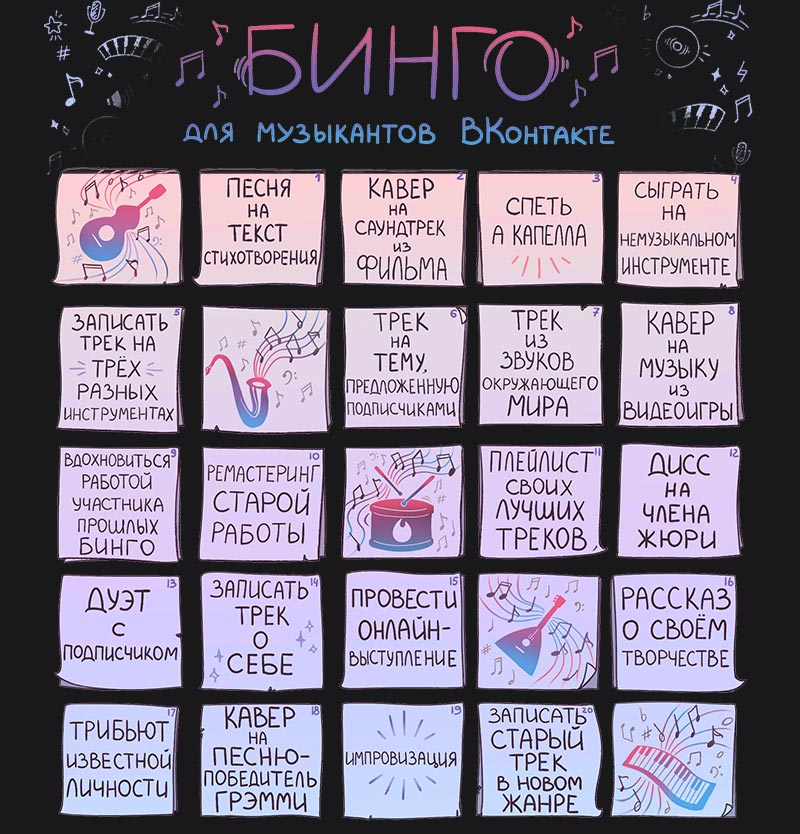 БИНГО
ДЛЯ МУЗЫКАНТОВ ВКОНТАКТЕ
1
ПЕСНЯ
НА
ТЕКСТ
СТИХОТВОРЕНИЯ
2
КАВЕР
НА
САУНДТРЕК
ИЗ
ФИЛЬМА
3
СПЕТЬ
А КАПЕЛЛА
4
СЫГРАТЬ
НА
НЕМУЗЫКАЛЬНОМ
ИНСТРУМЕНТЕ
5
ЗАПИСАТЬ
ТРЕК НА
ТРЁХ
РАЗНЫХ
ИНСТРУМЕНТАХ
6
ТРЕК
НА
ТЕМУ,
ПРЕДЛОЖЕННУЮ
ПОДПИСЧИКАМИ
7
ТРЕК
ИЗ
ЗВУКОВ
ОКРУЖАЮЩЕГО
МИРА
8
КАВЕР
НА
МУЗЫКУ
ИЗ
ВИДЕОИГРЫ
9
ВДОХНОВИТЬСЯ
РАБОТОЙ
УЧАСТНИКА
ПРОШЛЫХ
БИНГО
10
РЕМАСТЕРИНГ
СТАРОЙ
РАБОТЫ
11
ПЛЕЙЛИСТ
СВОИХ
ЛУЧШИХ
ТРЕКОВ
12
ДИСС
НА
ЧЛЕНА
ЖЮРИ
13
ДУЭТ
С
ПОДПИСЧИКОМ
14
ЗАПИСАТЬ
ТРЕК
О
СЕБЕ
15
ПРОВЕСТИ
ОНЛАЙН-
ВЫСТУПЛЕНИЕ
16
РАССКАЗ
О СВОЁМ
ТВОРЧЕСТВЕ
17
ТРИБЬЮТ
ИЗВЕСТНОЙ
ЛИЧНОСТИ
18
КАВЕР
НА
ПЕСНЮ-
ПОБЕДИТЕЛЬ
ГРЭММИ
19
ИМПРОВИЗАЦИЯ
20
ЗАПИСАТЬ
СТАРЫЙ
ТРЕК
В НОВОМ
ЖАНРЕ